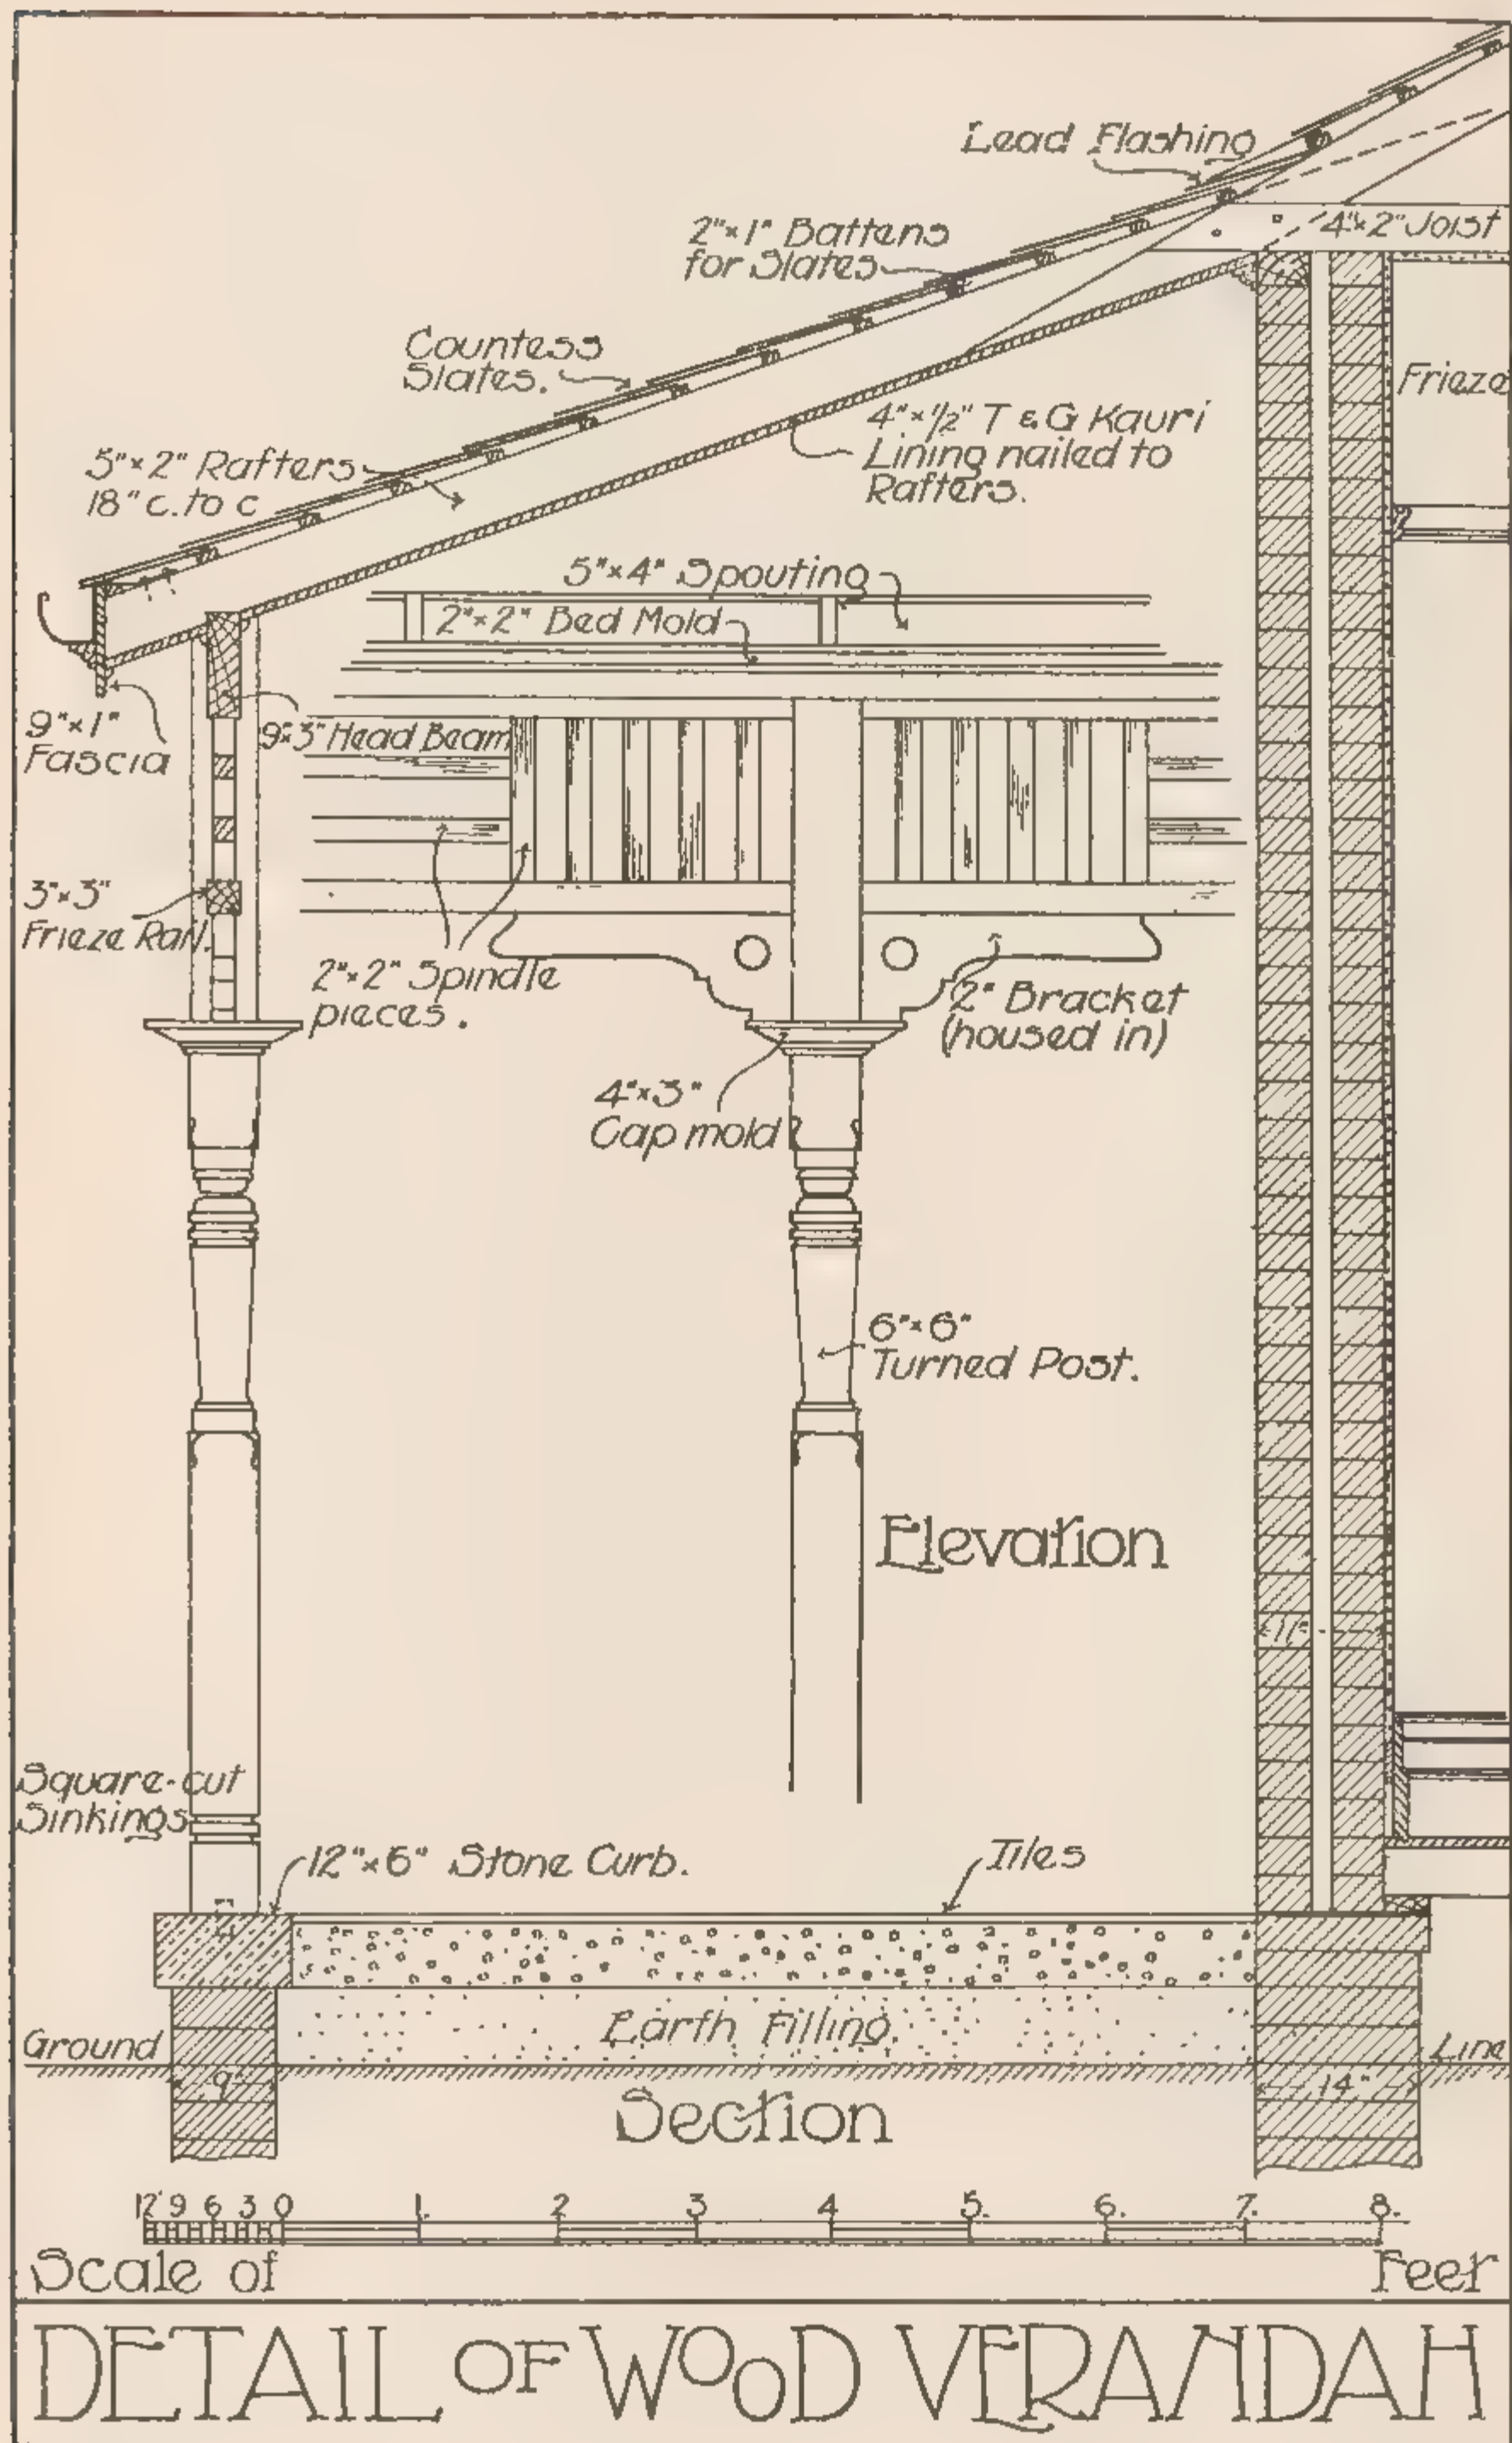 Lead Flashing
4"×2" Joist
2"×1" Battens
for Slates
Countess
Slates.
Frieze
4"×1/2" T & G Kauri
Lining nailed to
Rafters.
5"×2" Rafters
18" c. to c
5"×4" Spouting
2"×2" Bed Mold
9"×1"
Fascia
9"×3" Head Beam
3"×3"
Frieze Rail.
2"×2" Spindle
pieces.
2" Bracket
(housed in)
4"×3"
Cap mold
6"×6"
Turned Post.
Elevation
11"
Square-cut
Sinkings
12"×6" Stone Curb.
Tiles
Earth Filling.
Ground
Line
9"
14"
Section
12 9 6 3 0 1. 2 3 4 5. 6. 7. 8.
Scale of Feet
DETAIL OF WOOD VERANDAH